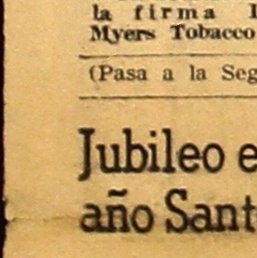 la firma
Myers Tobacco
(Pasa a la Seg
Jubileo e
año Sant